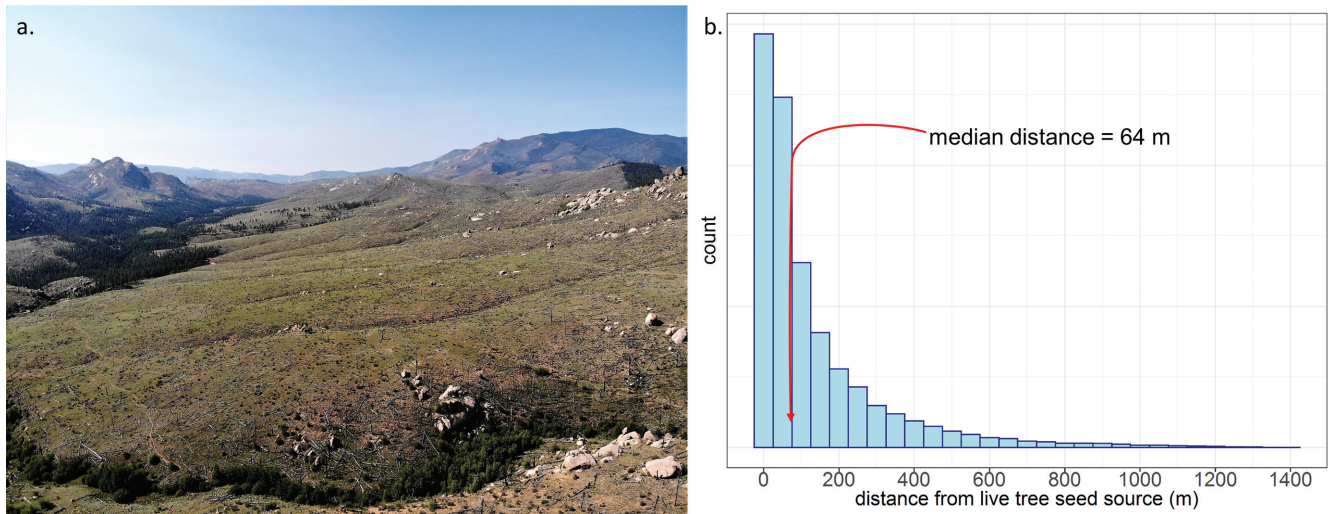 a.
b.
median distance = 64 m
count
0 200 400 600 800 1000 1200 1400
distance from live tree seed source (m)